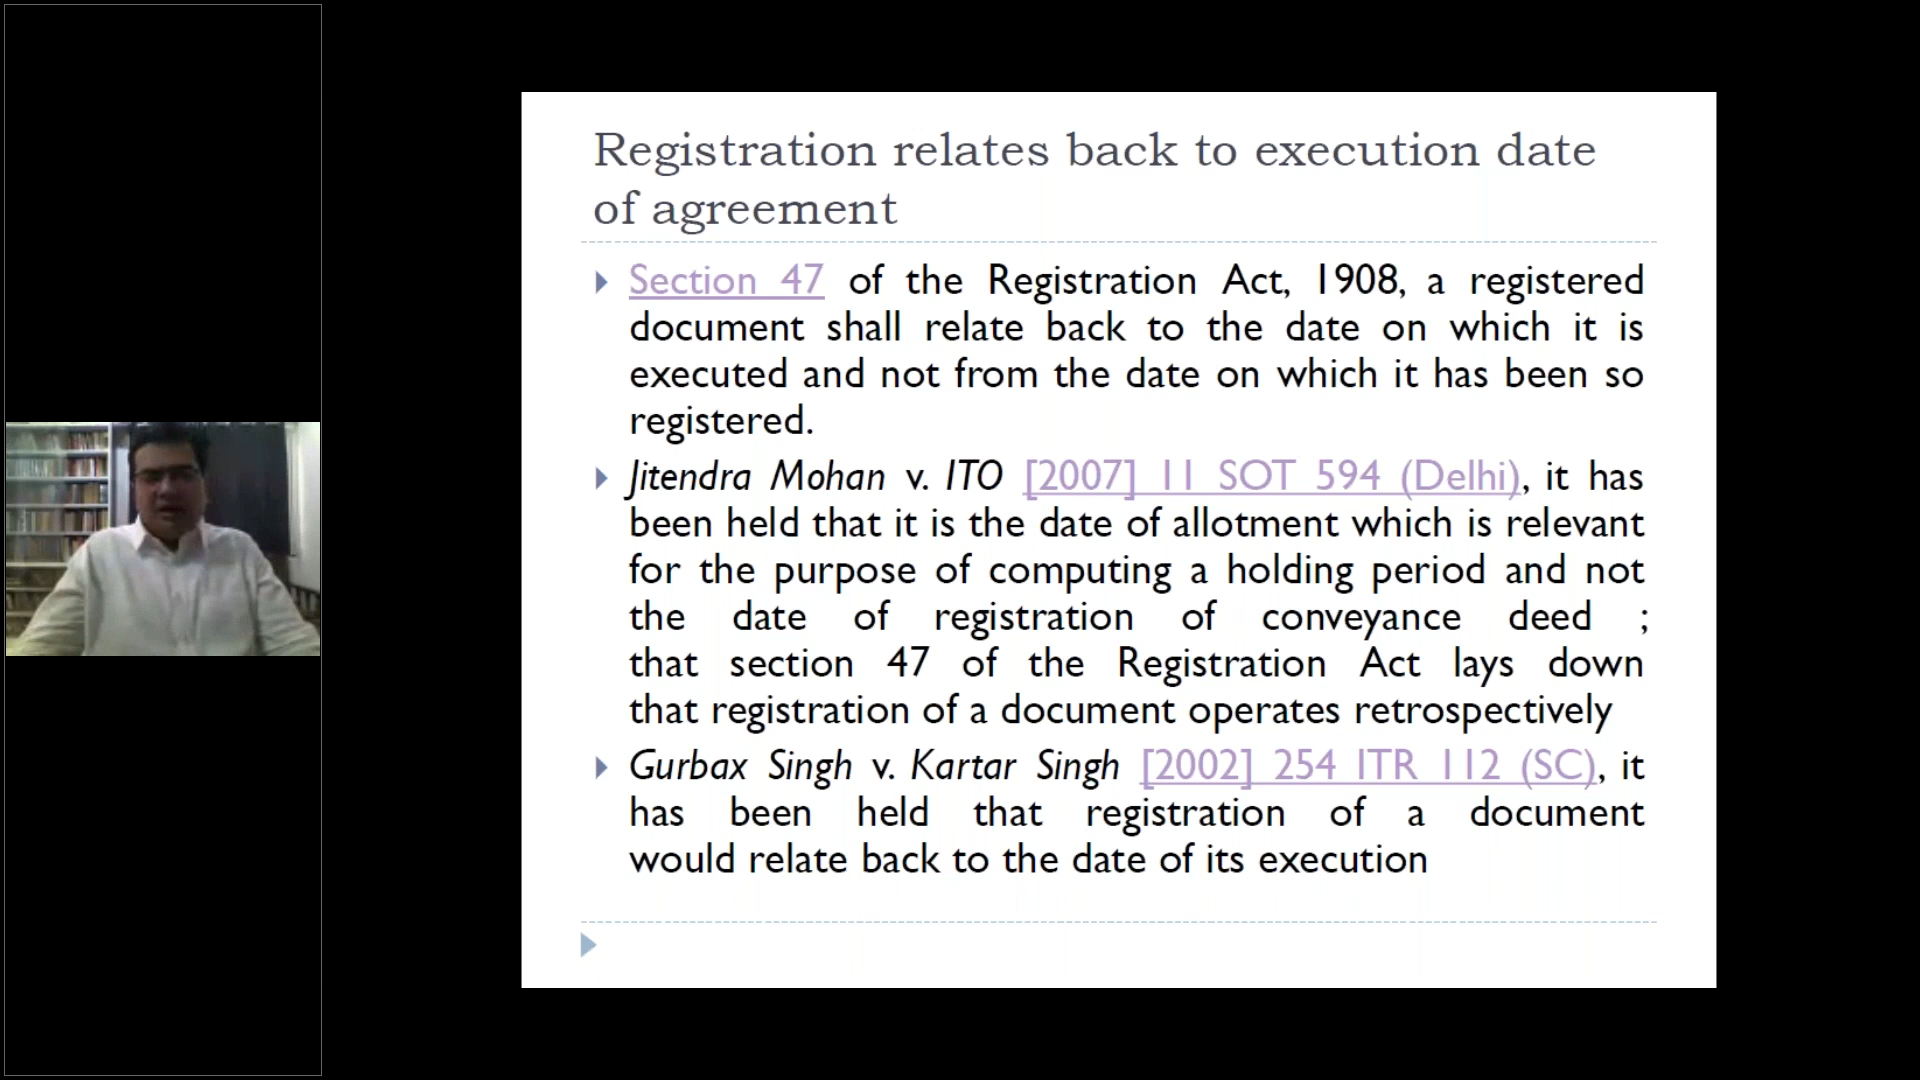 Registration relates back to execution date
of agreement
Section 47 of the Registration Act, 1908, a registered
document shall relate back to the date on which it is
executed and not from the date on which it has been so
registered.
Jitendra Mohan v. ITO [2007] 11 SOT 594 (Delhi), it has
been held that it is the date of allotment which is relevant
for the purpose of computing a holding period and not
the date of registration of conveyance deed ;
that section 47 of the Registration Act lays down
that registration of a document operates retrospectively
Gurbax Singh v. Kartar Singh [2002] 254 ITR 112 (SC), it
has been held that registration of a document
would relate back to the date of its execution